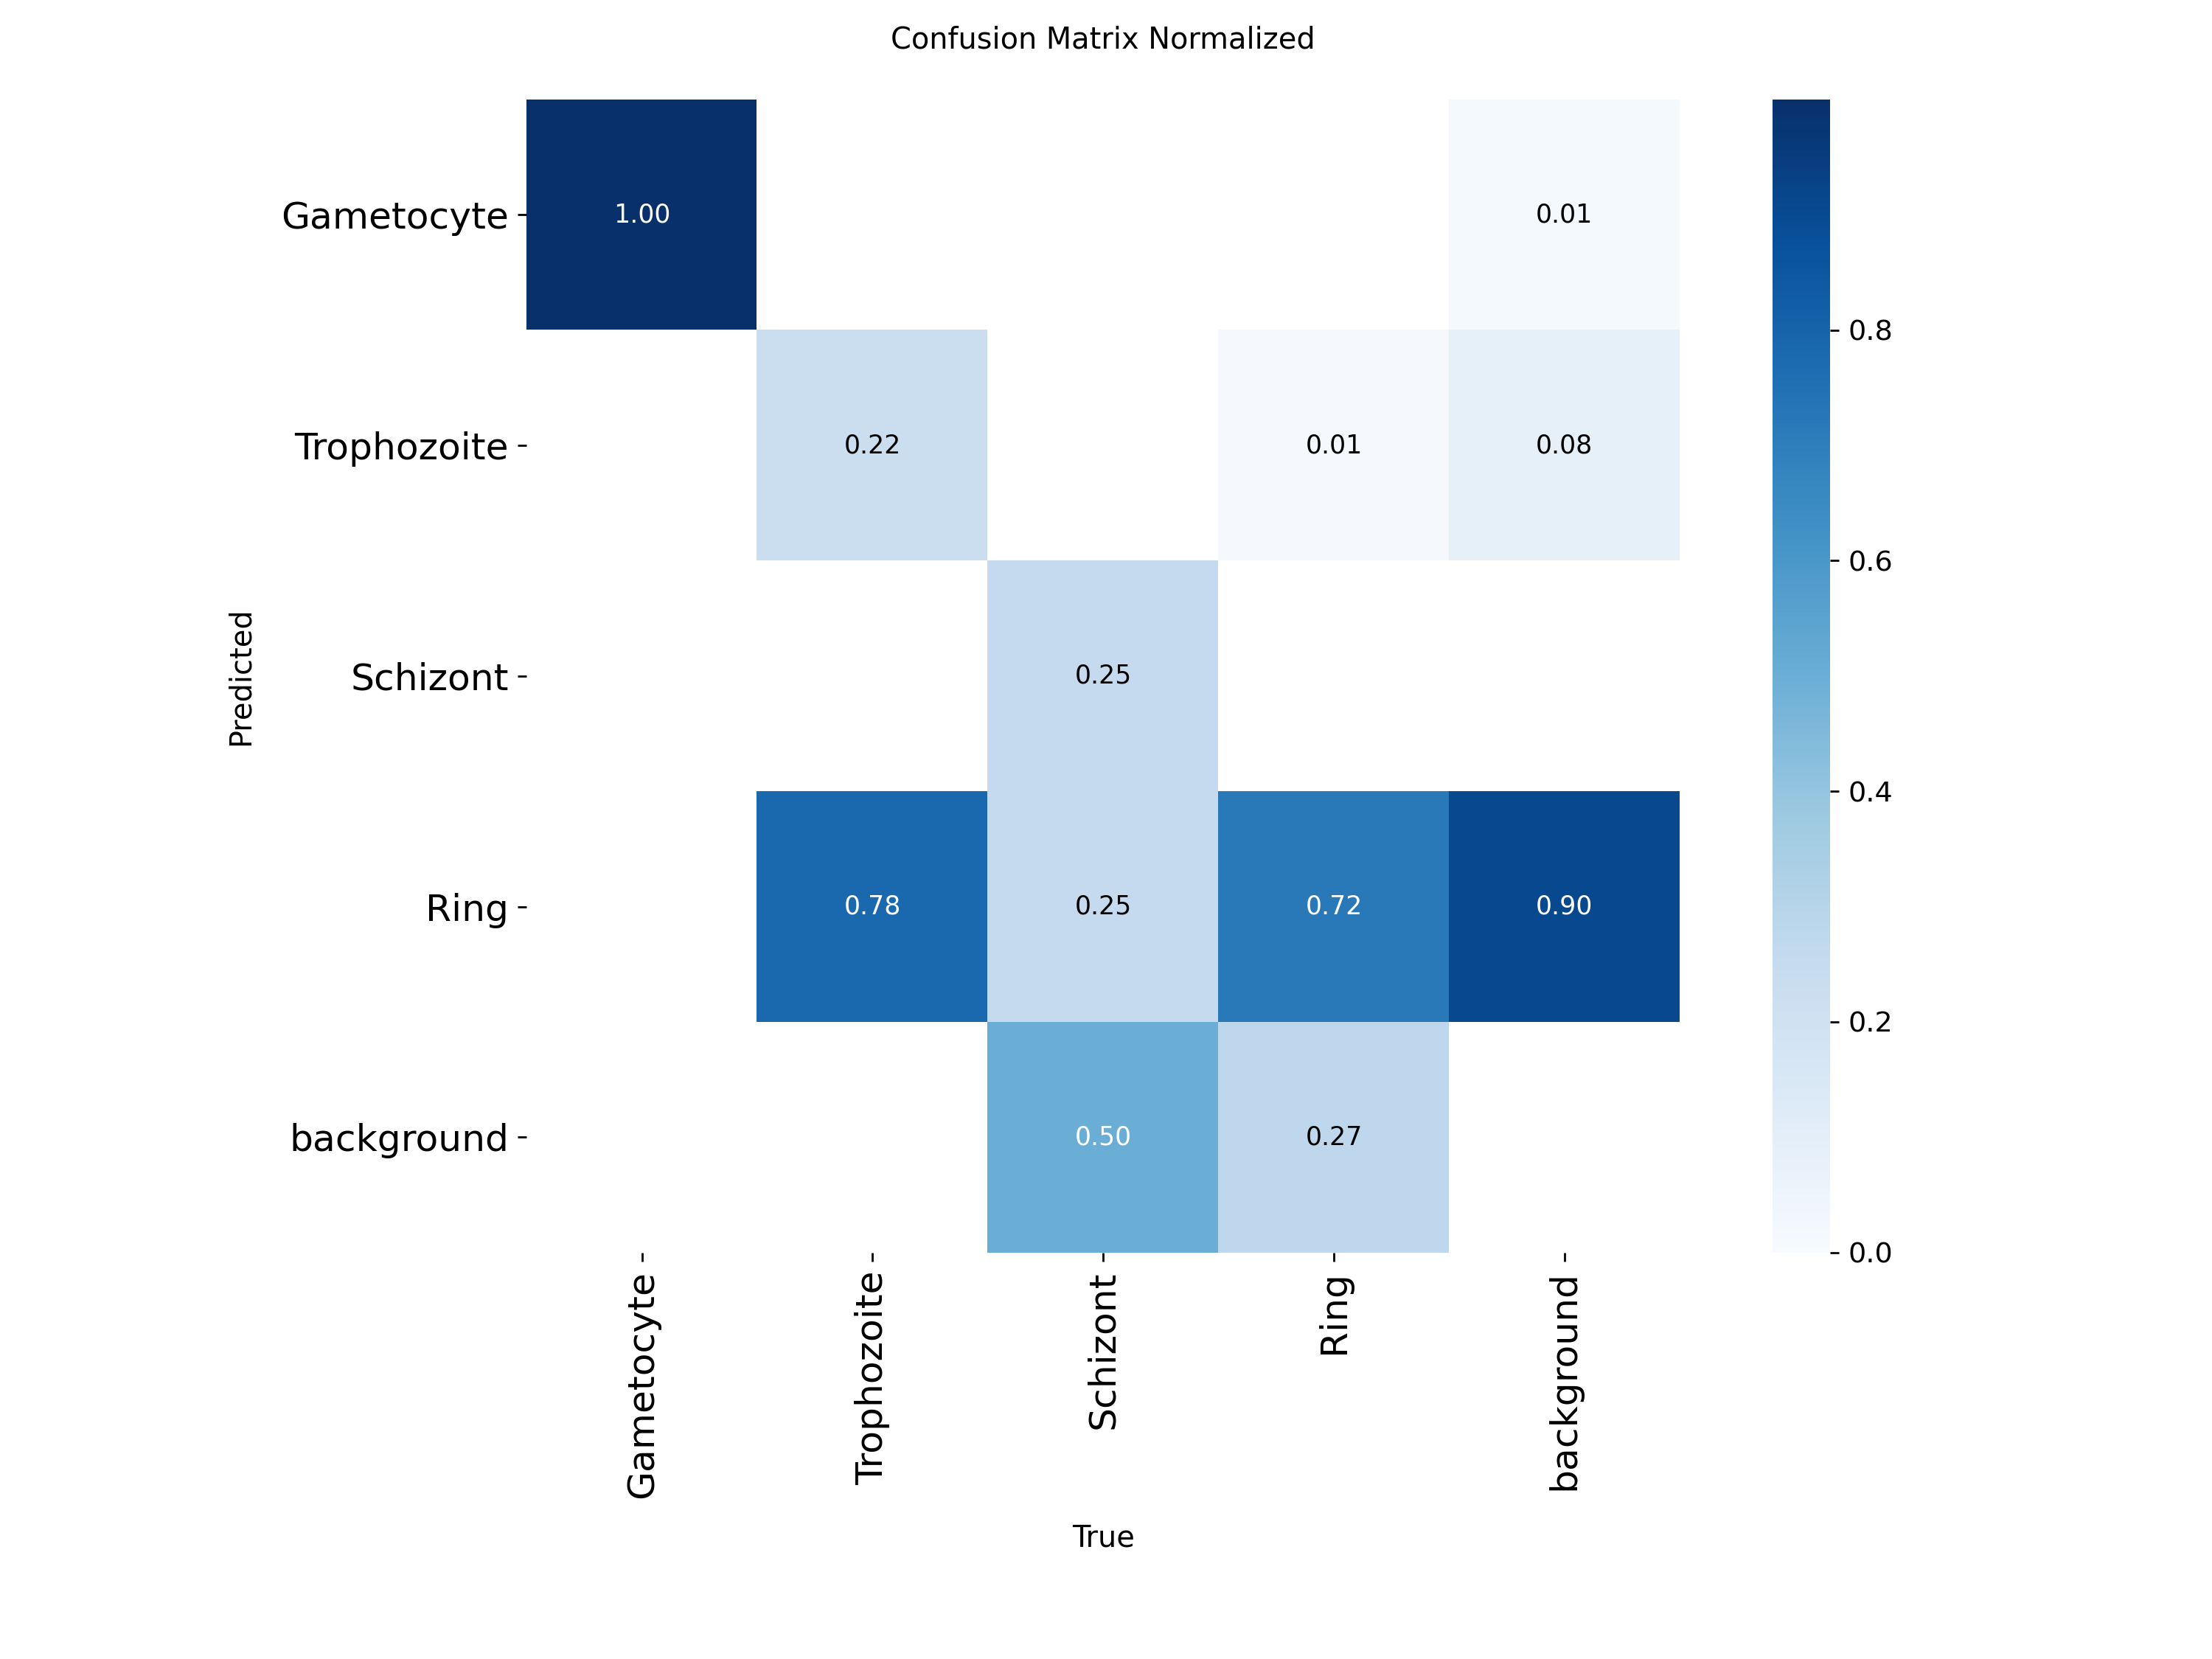 Confusion Matrix Normalized
Gametocyte
1.00
0.01
Trophozoite
0.22
0.01
0.08
Schizont
0.25
Ring
0.78
0.25
0.72
0.90
background
0.50
0.27
Predicted
Gametocyte
Trophozoite
Schizont
Ring
background
True
0.8
0.6
0.4
0.2
0.0